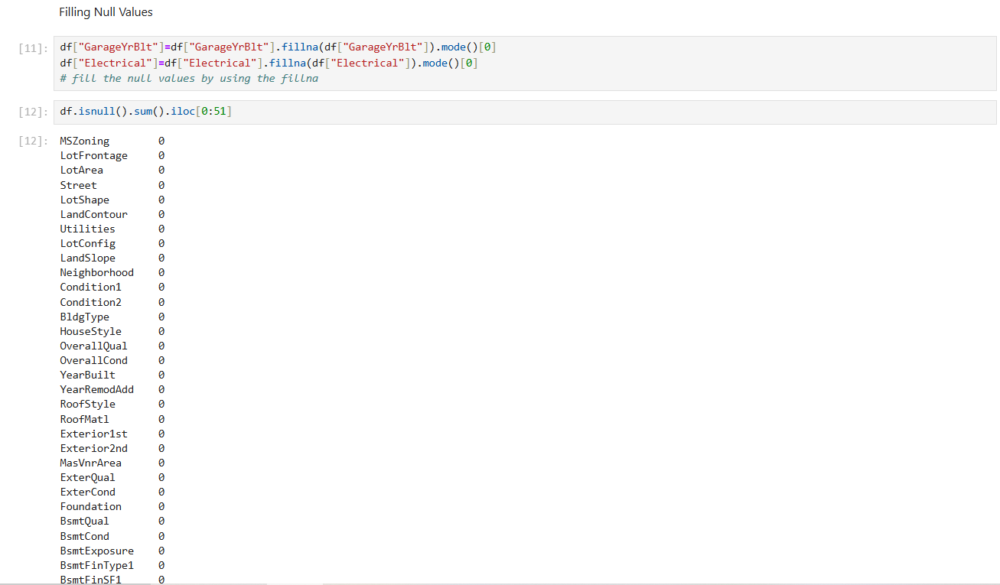 Filling Null Values
[11]: df["GarageYrBlt"]=df["GarageYrBlt"].fillna(df["GarageYrBlt"]).mode()[0]
df["Electrical"]=df["Electrical"].fillna(df["Electrical"]).mode()[0]
# fill the null values by using the fillna
[12]: df.isnull().sum().iloc[0:51]
[12]: MSZoning 0
LotFrontage 0
LotArea 0
Street 0
LotShape 0
LandContour 0
Utilities 0
LotConfig 0
LandSlope 0
Neighborhood 0
Condition1 0
Condition2 0
BldgType 0
HouseStyle 0
OverallQual 0
OverallCond 0
YearBuilt 0
YearRemodAdd 0
RoofStyle 0
RoofMatl 0
Exterior1st 0
Exterior2nd 0
MasVnrArea 0
ExterQual 0
ExterCond 0
Foundation 0
BsmtQual 0
BsmtCond 0
BsmtExposure 0
BsmtFinType1 0
BsmtFinSF1 0